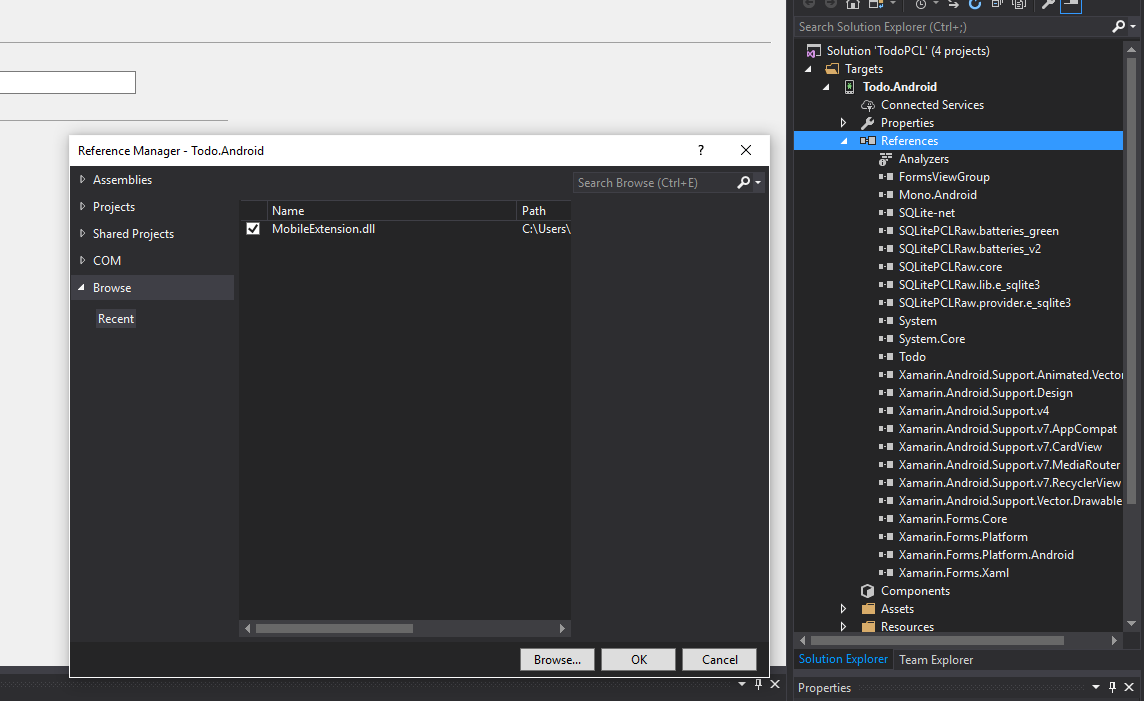 Search Solution Explorer (Ctrl+;)
Solution 'TodoPCL' (4 projects)
Targets
Todo.Android
Connected Services
Properties
References
Analyzers
FormsViewGroup
Mono.Android
SQLite-net
SQLitePCLRaw.batteries_green
SQLitePCLRaw.batteries_v2
SQLitePCLRaw.core
SQLitePCLRaw.lib.e_sqlite3
SQLitePCLRaw.provider.e_sqlite3
System
System.Core
Todo
Xamarin.Android.Support.Animated.Vector
Xamarin.Android.Support.Design
Xamarin.Android.Support.v4
Xamarin.Android.Support.v7.AppCompat
Xamarin.Android.Support.v7.CardView
Xamarin.Android.Support.v7.MediaRouter
Xamarin.Android.Support.v7.RecyclerView
Xamarin.Android.Support.Vector.Drawable
Xamarin.Forms.Core
Xamarin.Forms.Platform
Xamarin.Forms.Platform.Android
Xamarin.Forms.Xaml
Components
Assets
Resources
Solution Explorer Team Explorer
Properties
Reference Manager - Todo.Android ?
Assemblies
Projects
Shared Projects
COM
Browse
Recent
Search Browse (Ctrl+E)
Name Path
MobileExtension.dll C:\Users\
Browse... OK Cancel